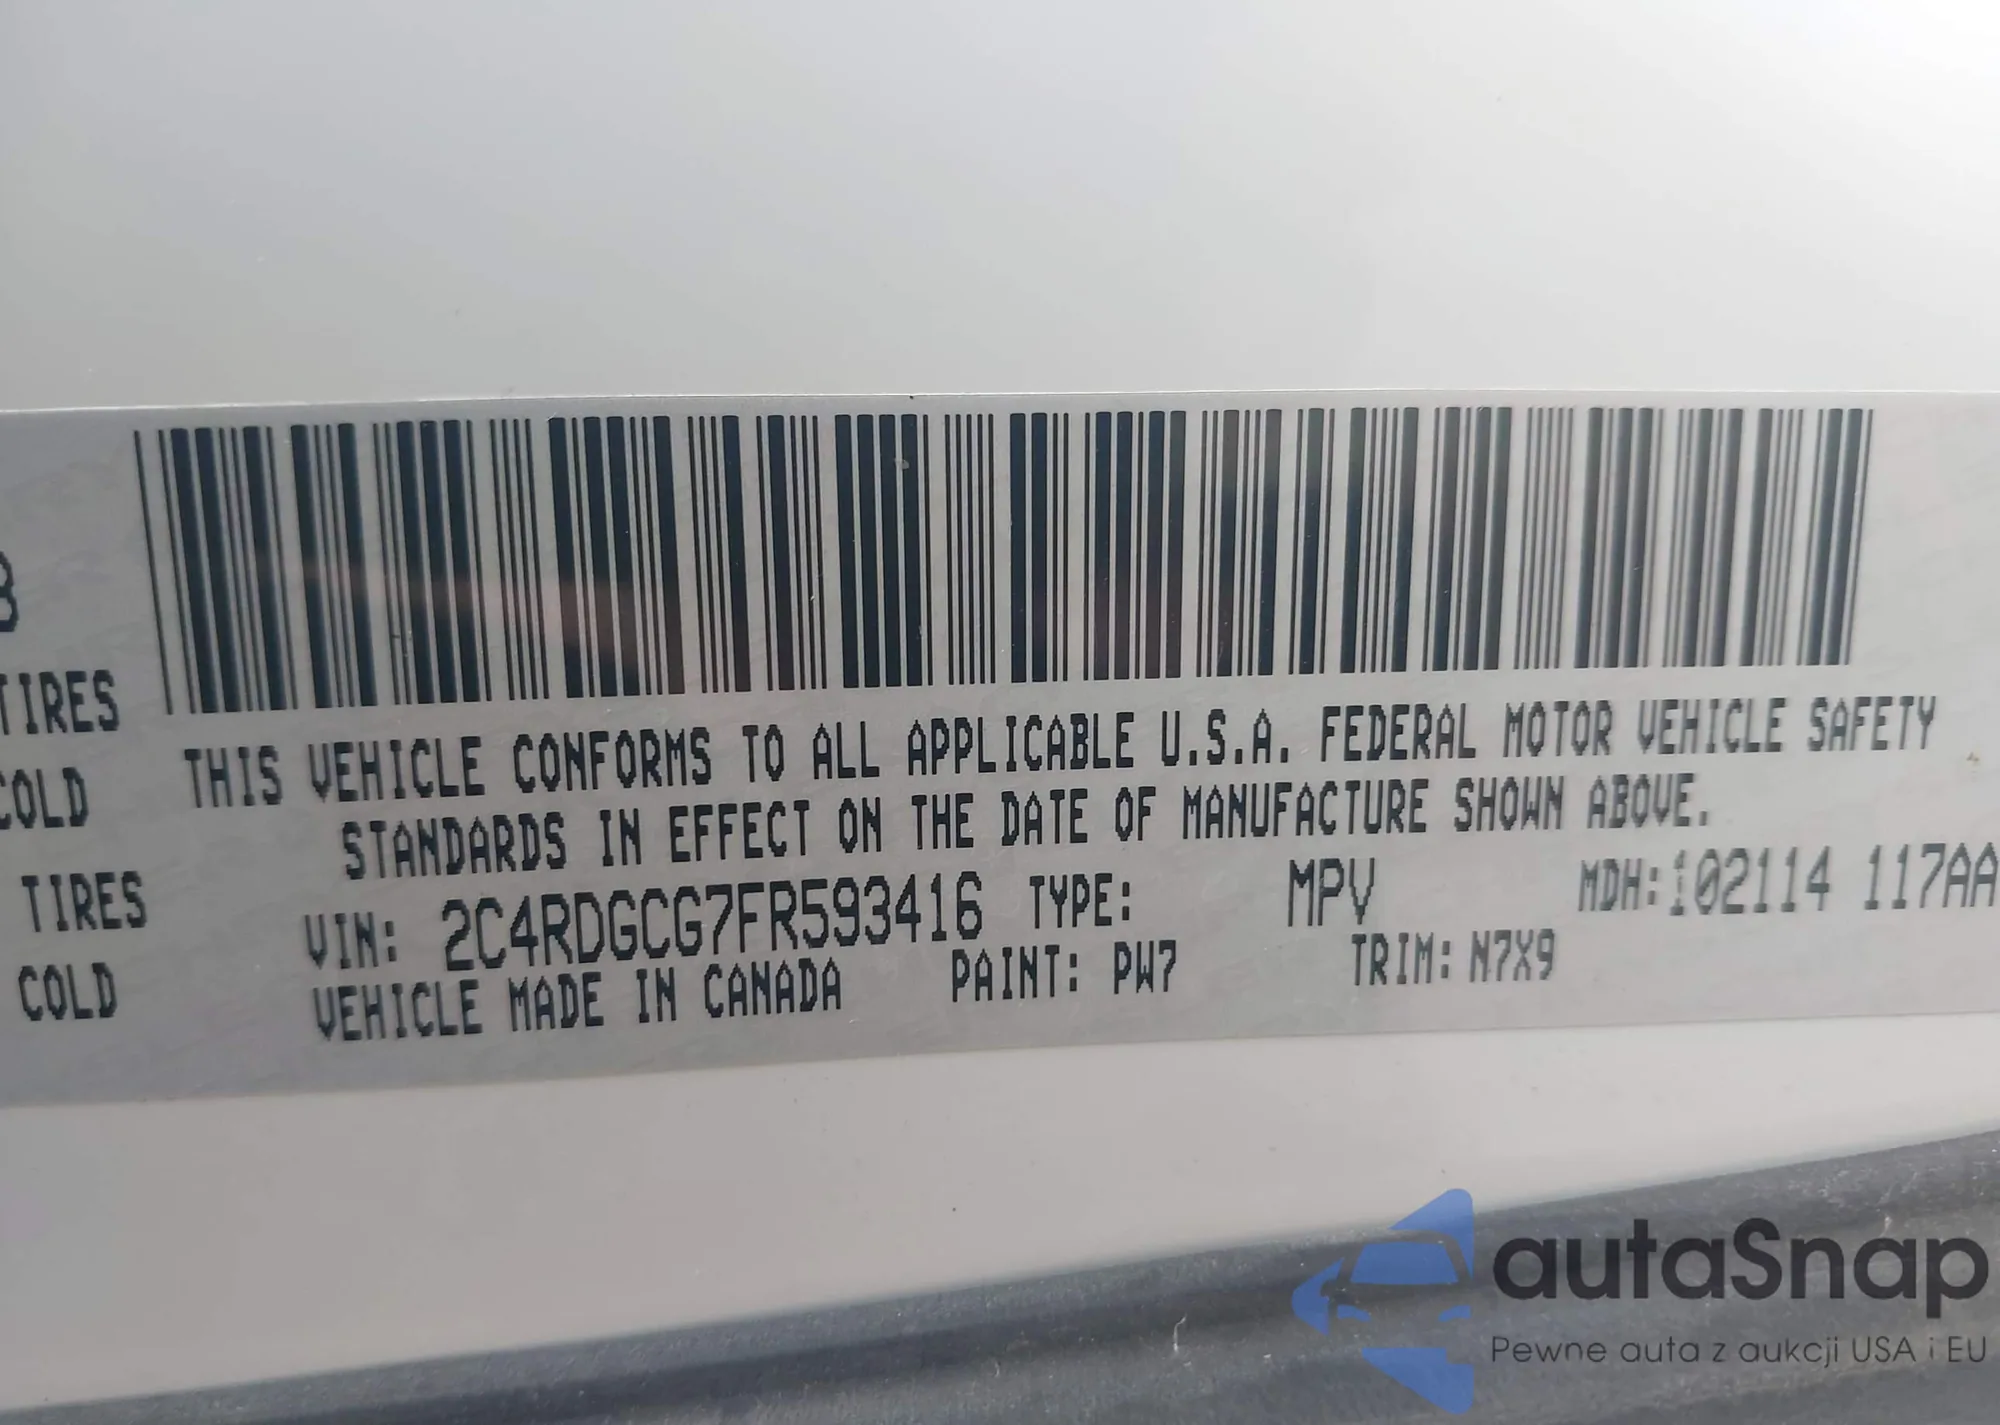 8
TIRES
COLD
TIRES
COLD
THIS VEHICLE CONFORMS TO ALL APPLICABLE U.S.A. FEDERAL MOTOR VEHICLE SAFETY
STANDARDS IN EFFECT ON THE DATE OF MANUFACTURE SHOWN ABOVE.
VIN: 2C4RDGCG7FR593416 TYPE: MPV MDH:102114 117AA
VEHICLE MADE IN CANADA PAINT: PW7 TRIM: N7X9
autaSnap
Pewne auta z aukcji USA i EU